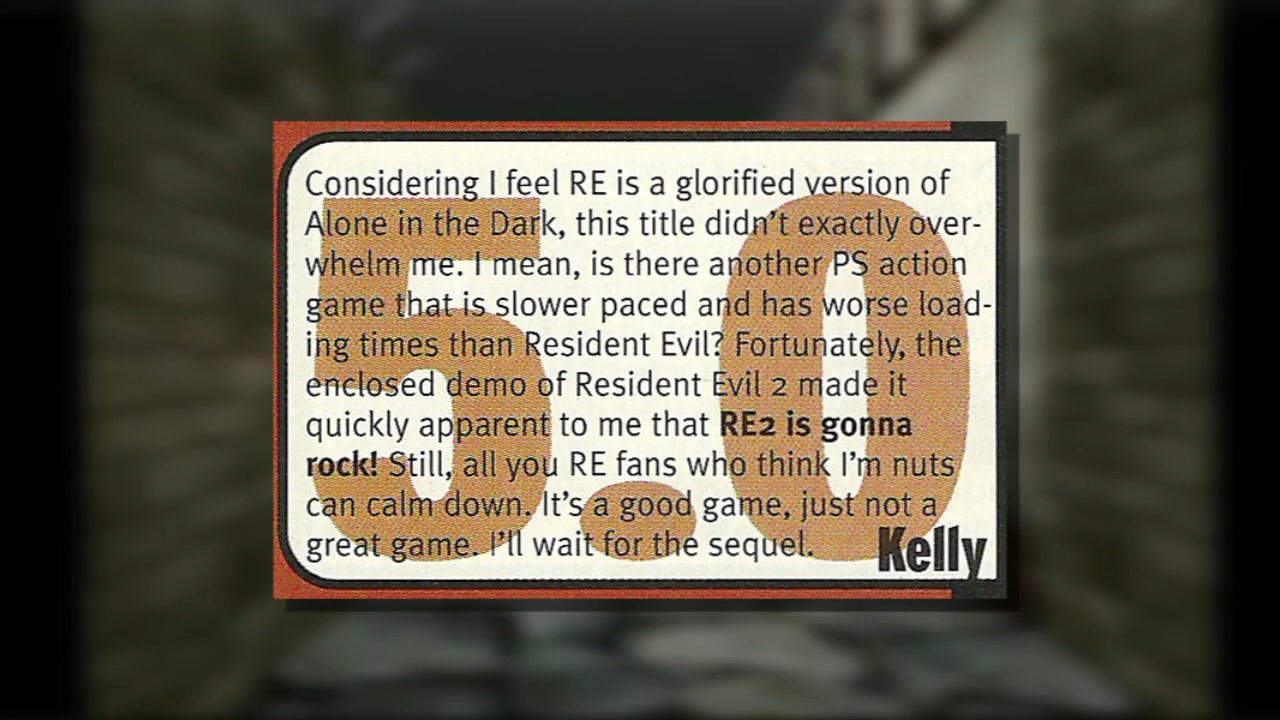 Considering I feel RE is a glorified version of
Alone in the Dark, this title didn't exactly over-
whelm me. I mean, is there another PS action
game that is slower paced and has worse load-
ing times than Resident Evil? Fortunately, the
enclosed demo of Resident Evil 2 made it
quickly apparent to me that RE2 is gonna
rock! Still, all you RE fans who think I'm nuts
can calm down. It's a good game, just not a
great game. I'll wait for the sequel.
Kelly
5.0